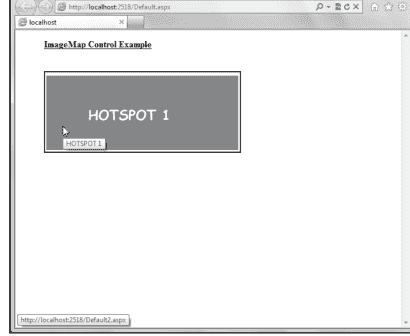 http://localhost:2518/Default.aspx
localhost
ImageMap Control Example
HOTSPOT 1
HOTSPOT 1
http://localhost:2518/Default2.aspx